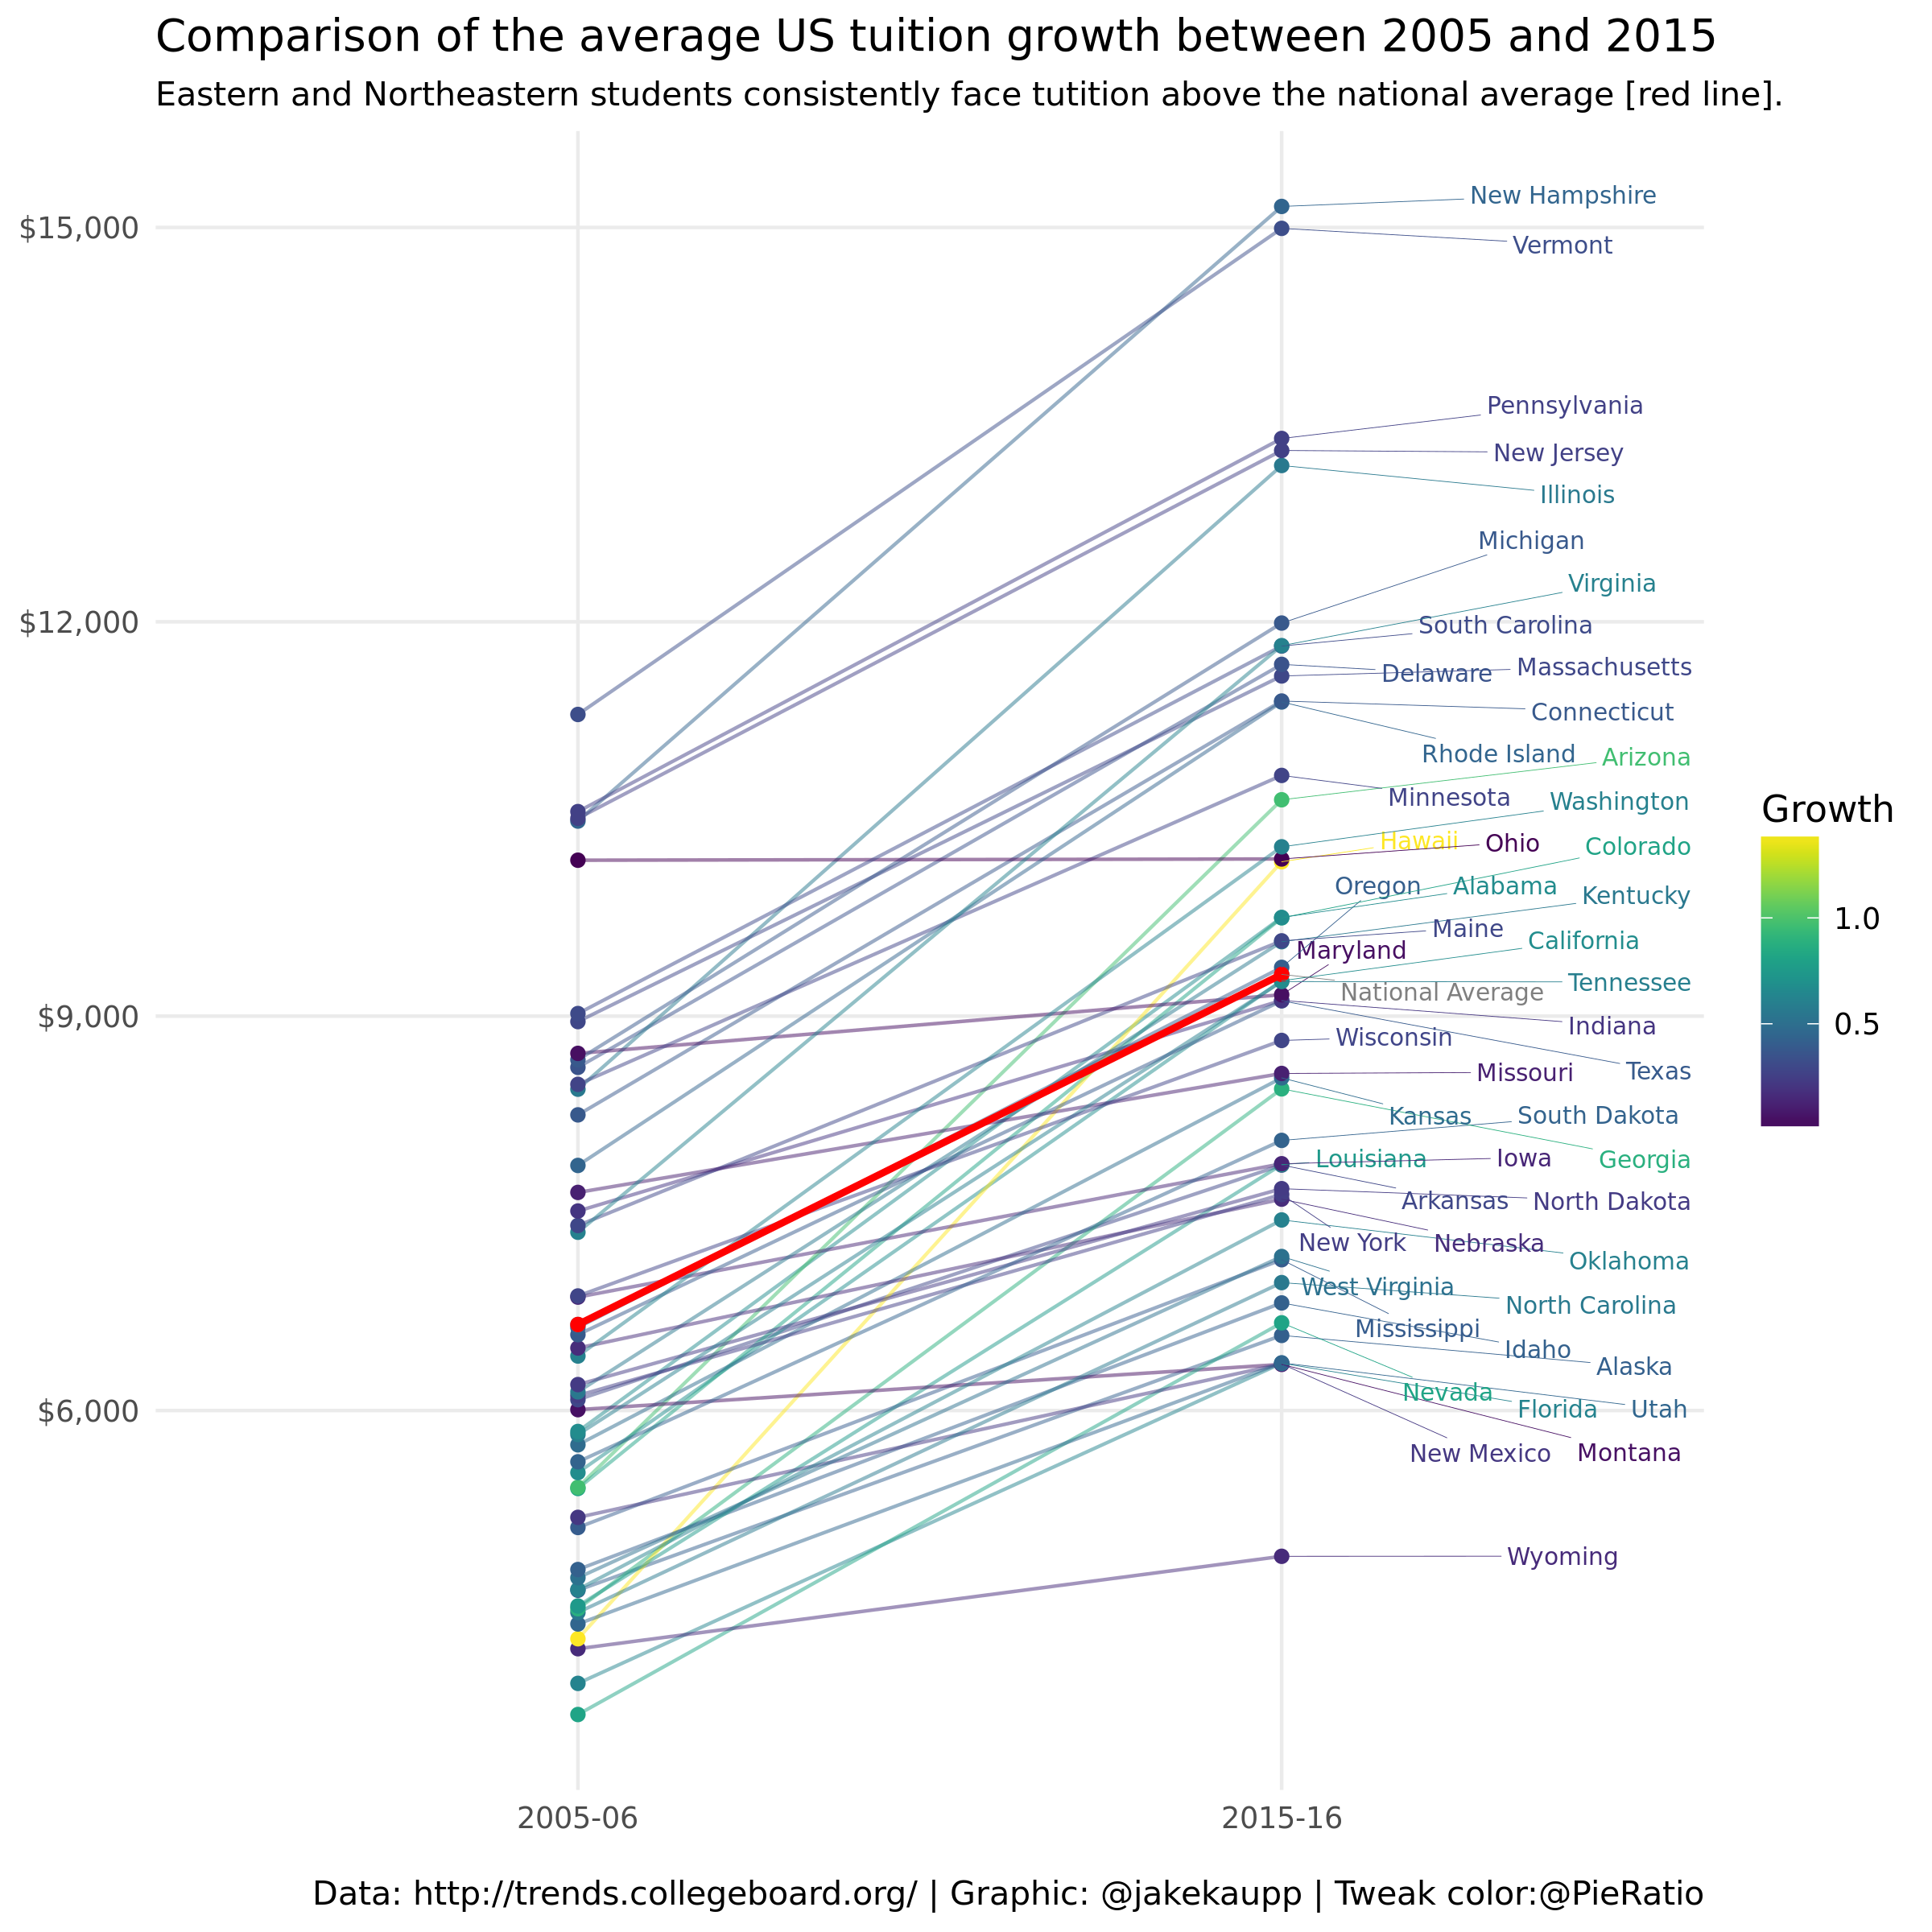 Comparison of the average US tuition growth between 2005 and 2015
Eastern and Northeastern students consistently face tutition above the national average [red line].
$15,000
$12,000
$9,000
$6,000
New Hampshire
Vermont
Pennsylvania
New Jersey
Illinois
Michigan
Virginia
South Carolina
Massachusetts
Delaware
Connecticut
Rhode Island
Arizona
Minnesota
Washington
Hawaii
Ohio
Colorado
Oregon
Alabama
Kentucky
Maine
California
Maryland
Tennessee
National Average
Indiana
Wisconsin
Texas
Missouri
Kansas
South Dakota
Louisiana
Iowa
Georgia
Arkansas
North Dakota
New York
Nebraska
Oklahoma
West Virginia
North Carolina
Mississippi
Idaho
Alaska
Nevada
Florida
Utah
New Mexico
Montana
Wyoming
Growth
1.0
0.5
2005-06
2015-16
Data: http://trends.collegeboard.org/ | Graphic: @jakekaupp | Tweak color:@PieRatio